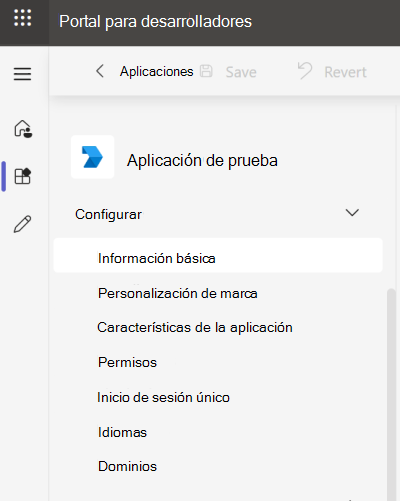 Portal para desarrolladores
Aplicaciones Save Revert
Aplicación de prueba
Configurar
Información básica
Personalización de marca
Características de la aplicación
Permisos
Inicio de sesión único
Idiomas
Dominios